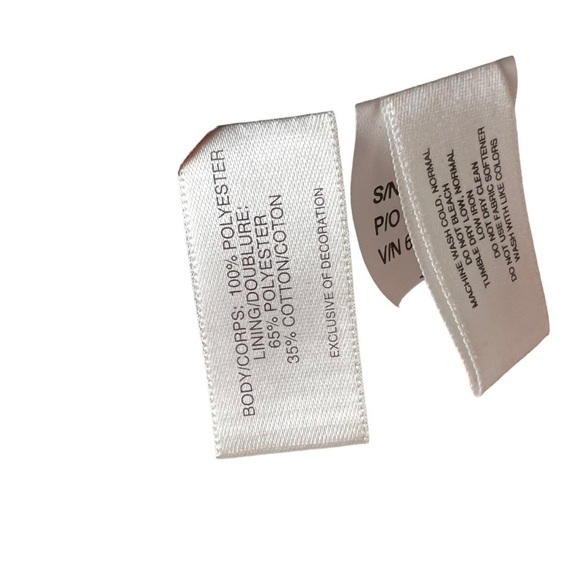 BODY/CORPS: 100% POLYESTER
LINING/DOUBLURE:
65% POLYESTER
35% COTTON/COTON
EXCLUSIVE OF DECORATION
S/N
P/O
V/N 6
MACHINE WASH COLD, NORMAL
DO NOT BLEACH
TUMBLE DRY LOW, NORMAL
LOW IRON
DO NOT DRY CLEAN
DO NOT USE FABRIC SOFTENER
WASH WITH LIKE COLORS